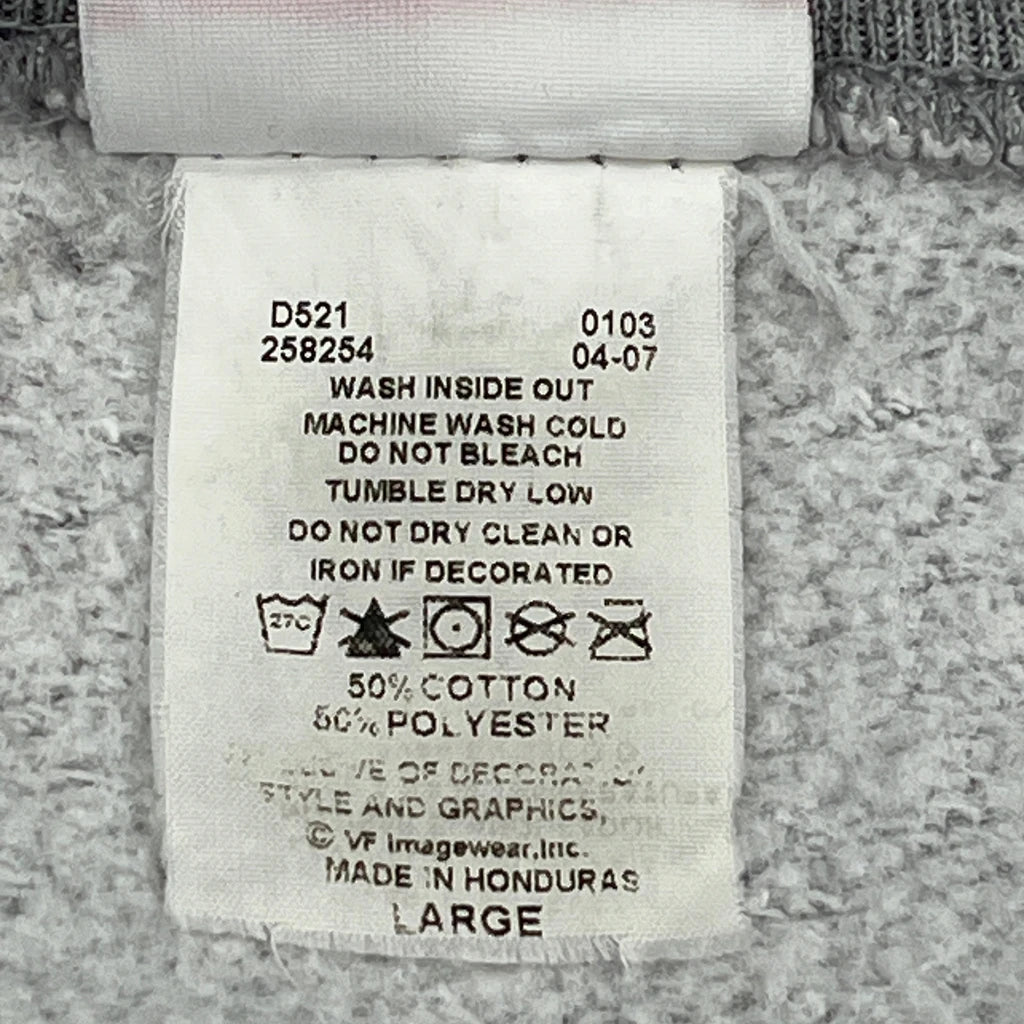 D521 0103
258254 04-07
WASH INSIDE OUT
MACHINE WASH COLD
DO NOT BLEACH
TUMBLE DRY LOW
DO NOT DRY CLEAN OR
IRON IF DECORATED
27C
50% COTTON
50% POLYESTER
OF
STYLE AND GRAPHICS,
© VF Imagewear,Inc.
MADE IN HONDURAS
LARGE